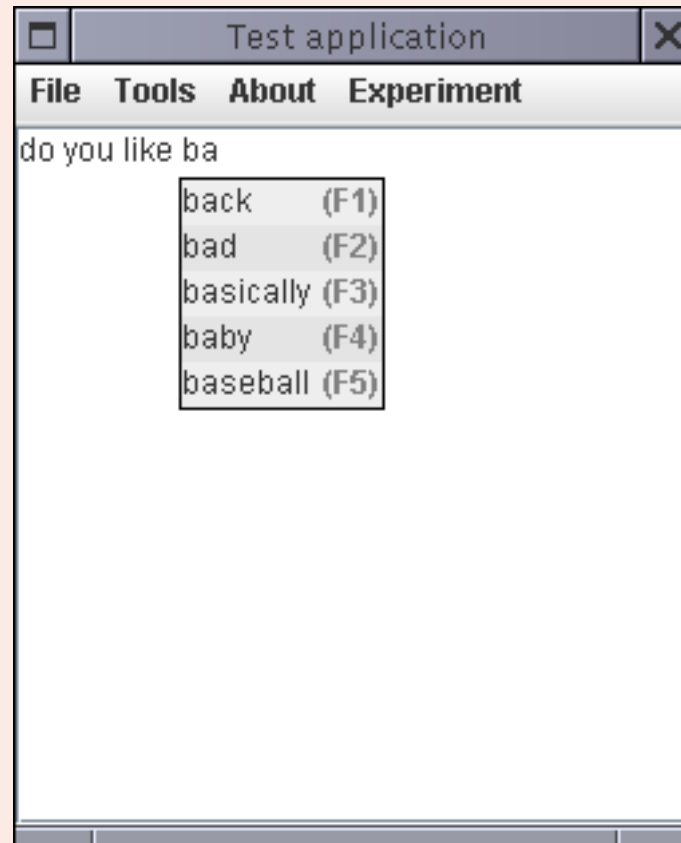 Test application
File Tools About Experiment
do you like ba
back (F1)
bad (F2)
basically (F3)
baby (F4)
baseball (F5)